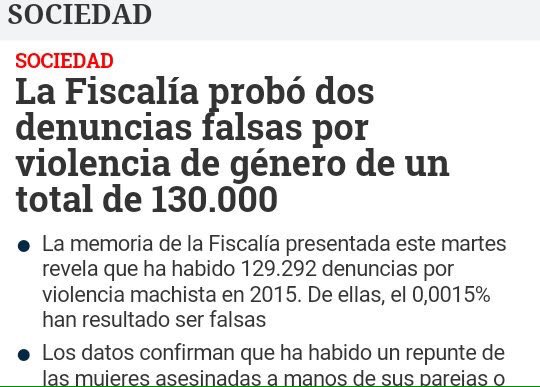 SOCIEDAD
SOCIEDAD
La Fiscalía probó dos
denuncias falsas por
violencia de género de un
total de 130.000
● La memoria de la Fiscalía presentada este martes
revela que ha habido 129.292 denuncias por
violencia machista en 2015. De ellas, el 0,0015%
han resultado ser falsas
● Los datos confirman que ha habido un repunte de
las mujeres asesinadas a manos de sus parejas o